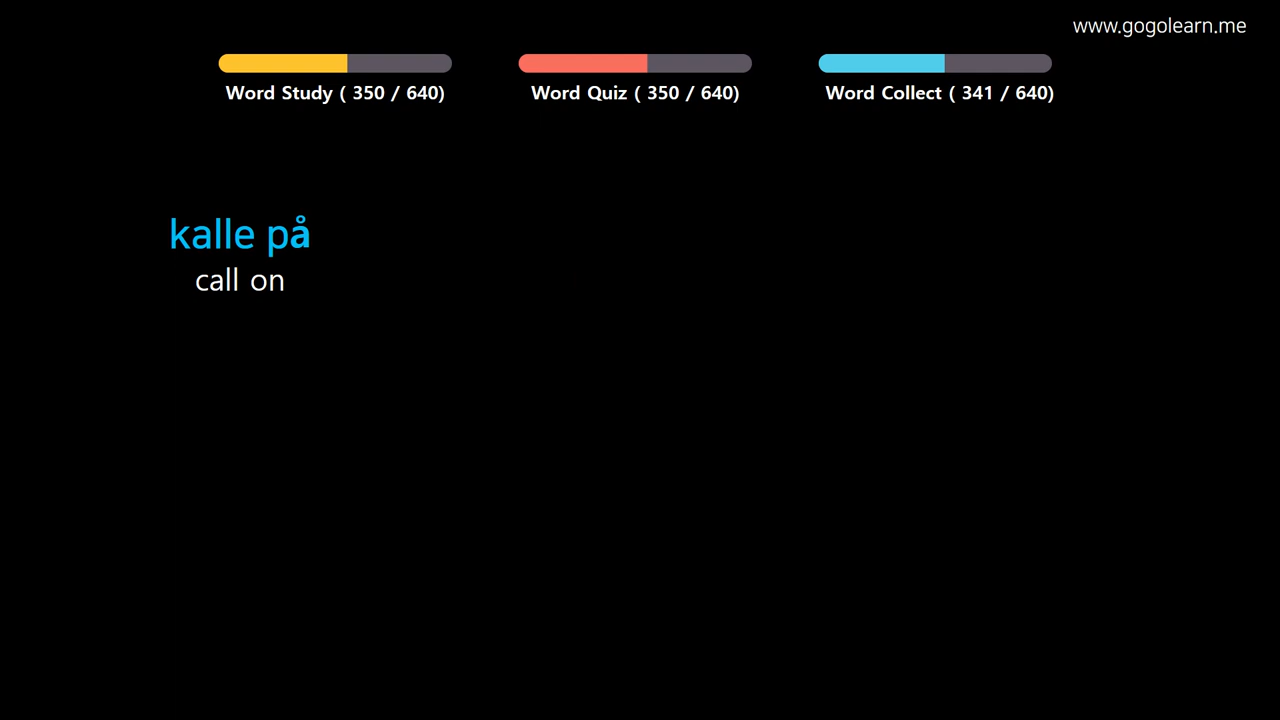 www.gogolearn.me
Word Study ( 350 / 640)
Word Quiz ( 350 / 640)
Word Collect ( 341 / 640)
kalle på
call on